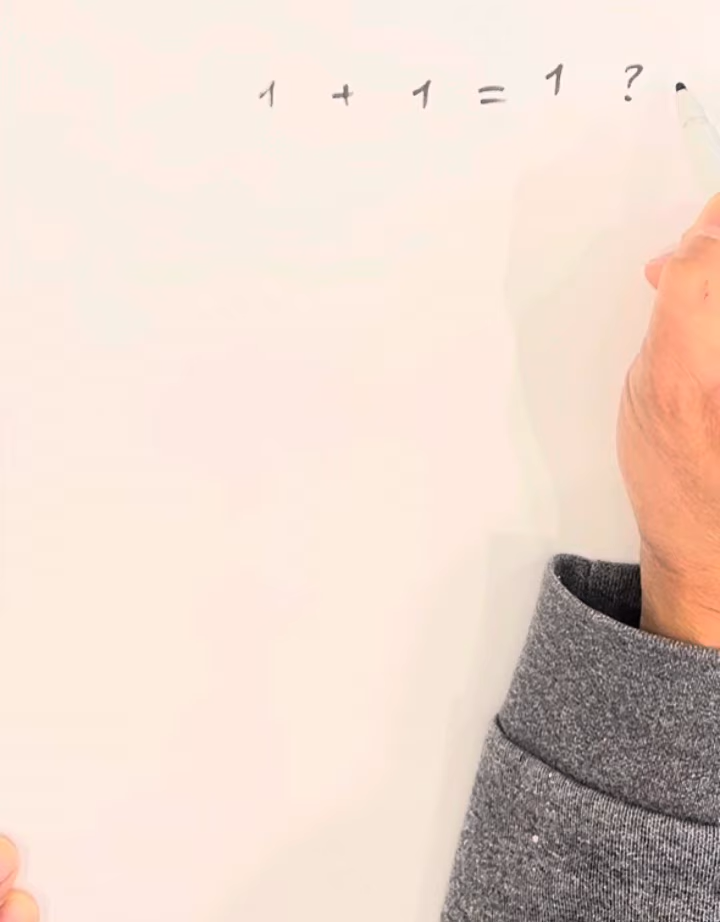 1 + 1 = 1 ?